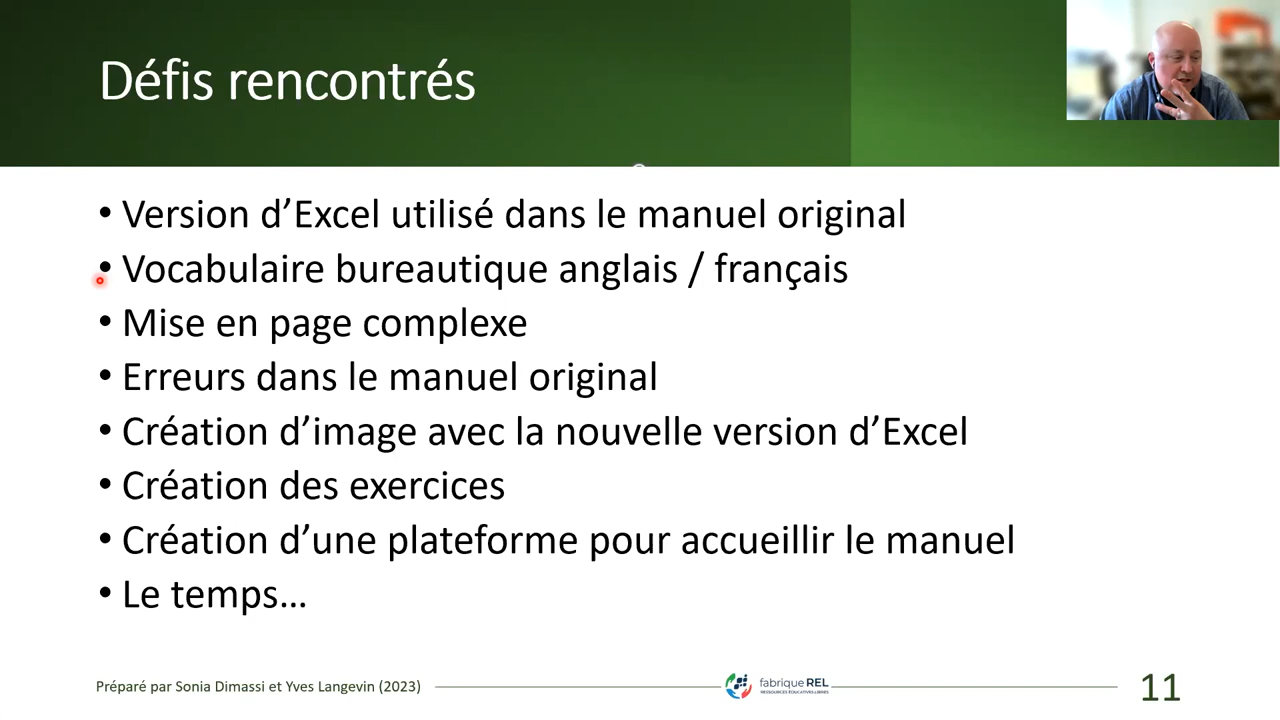 Défis rencontrés
• Version d’Excel utilisé dans le manuel original
• Vocabulaire bureautique anglais / français
• Mise en page complexe
• Erreurs dans le manuel original
• Création d’image avec la nouvelle version d’Excel
• Création des exercices
• Création d’une plateforme pour accueillir le manuel
• Le temps…
Préparé par Sonia Dimassi et Yves Langevin (2023)
fabrique REL
RESSOURCES ÉDUCATIVES LIBRES
11